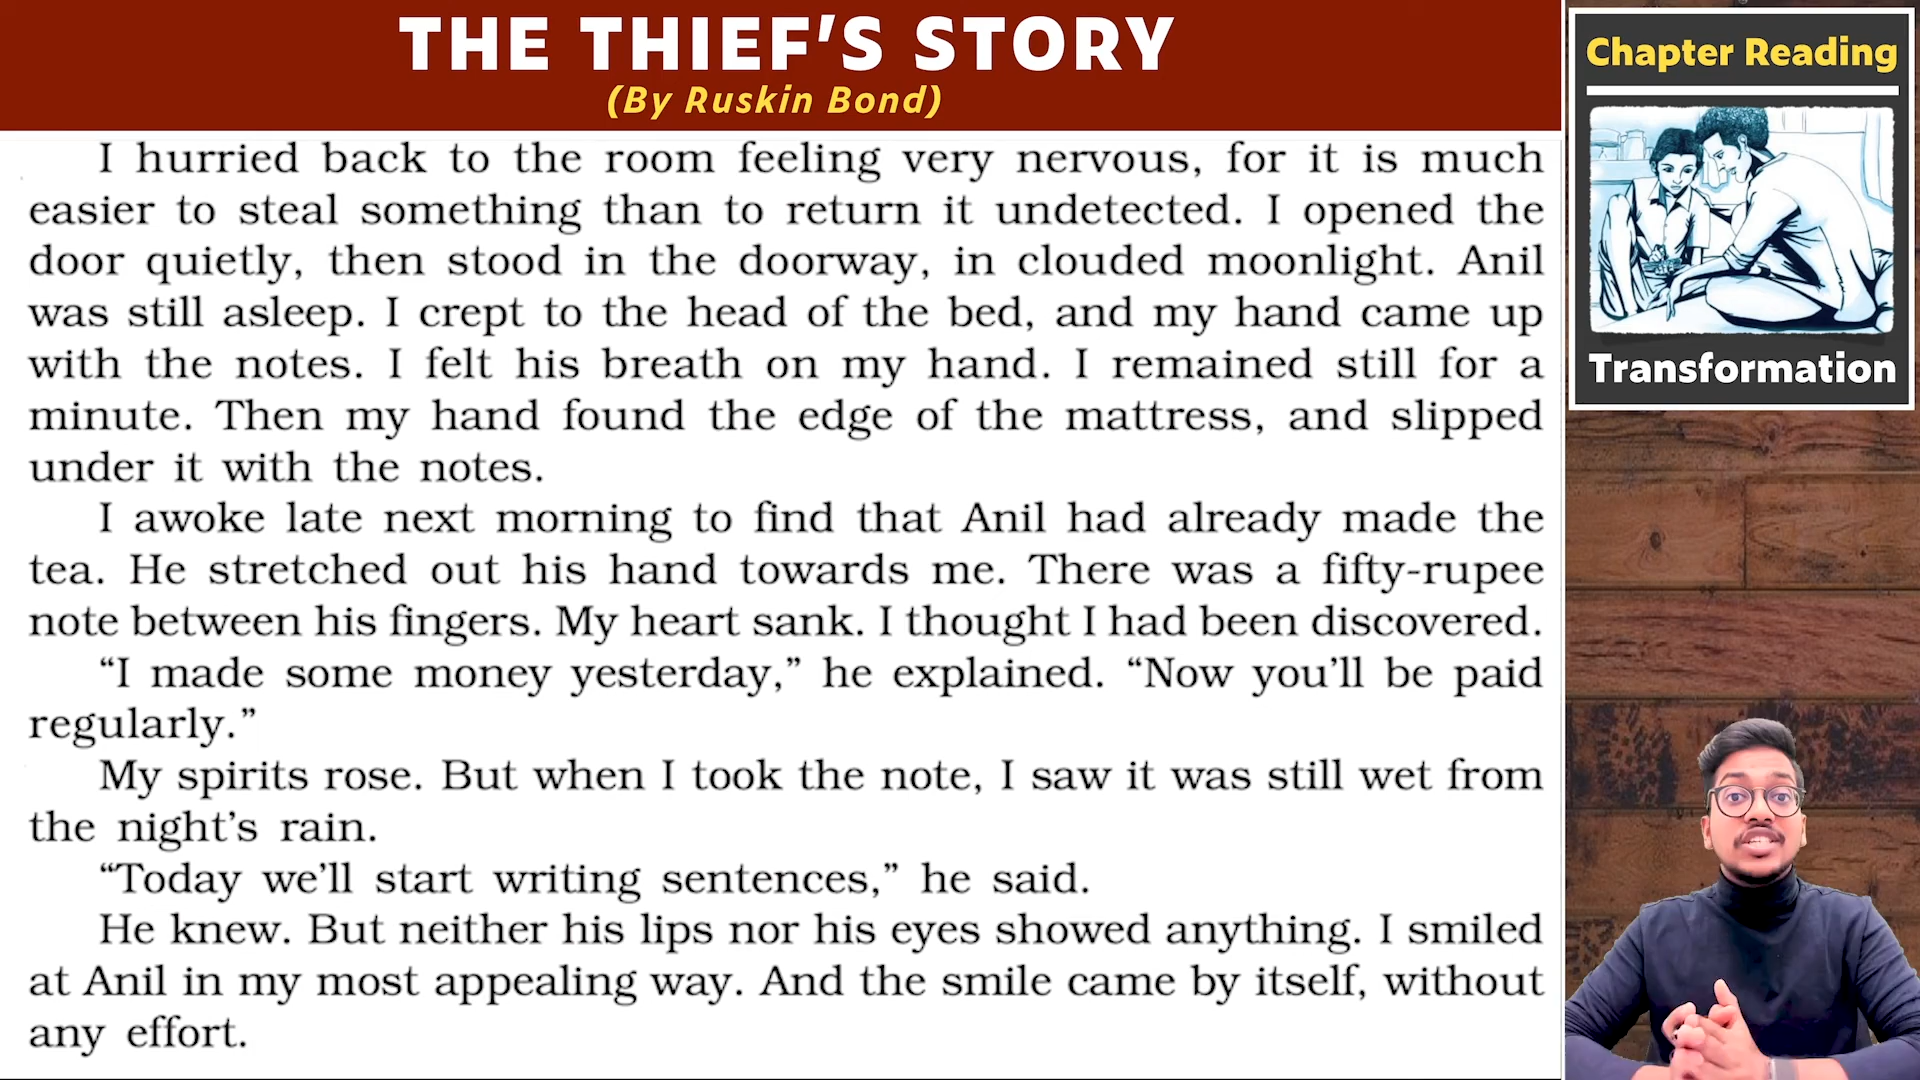 THE THIEF’S STORY
(By Ruskin Bond)
I hurried back to the room feeling very nervous, for it is much
easier to steal something than to return it undetected. I opened the
door quietly, then stood in the doorway, in clouded moonlight. Anil
was still asleep. I crept to the head of the bed, and my hand came up
with the notes. I felt his breath on my hand. I remained still for a
minute. Then my hand found the edge of the mattress, and slipped
under it with the notes.
I awoke late next morning to find that Anil had already made the
tea. He stretched out his hand towards me. There was a fifty-rupee
note between his fingers. My heart sank. I thought I had been discovered.
“I made some money yesterday,” he explained. “Now you’ll be paid
regularly.”
My spirits rose. But when I took the note, I saw it was still wet from
the night’s rain.
“Today we’ll start writing sentences,” he said.
He knew. But neither his lips nor his eyes showed anything. I smiled
at Anil in my most appealing way. And the smile came by itself, without
any effort.
Chapter Reading
Transformation